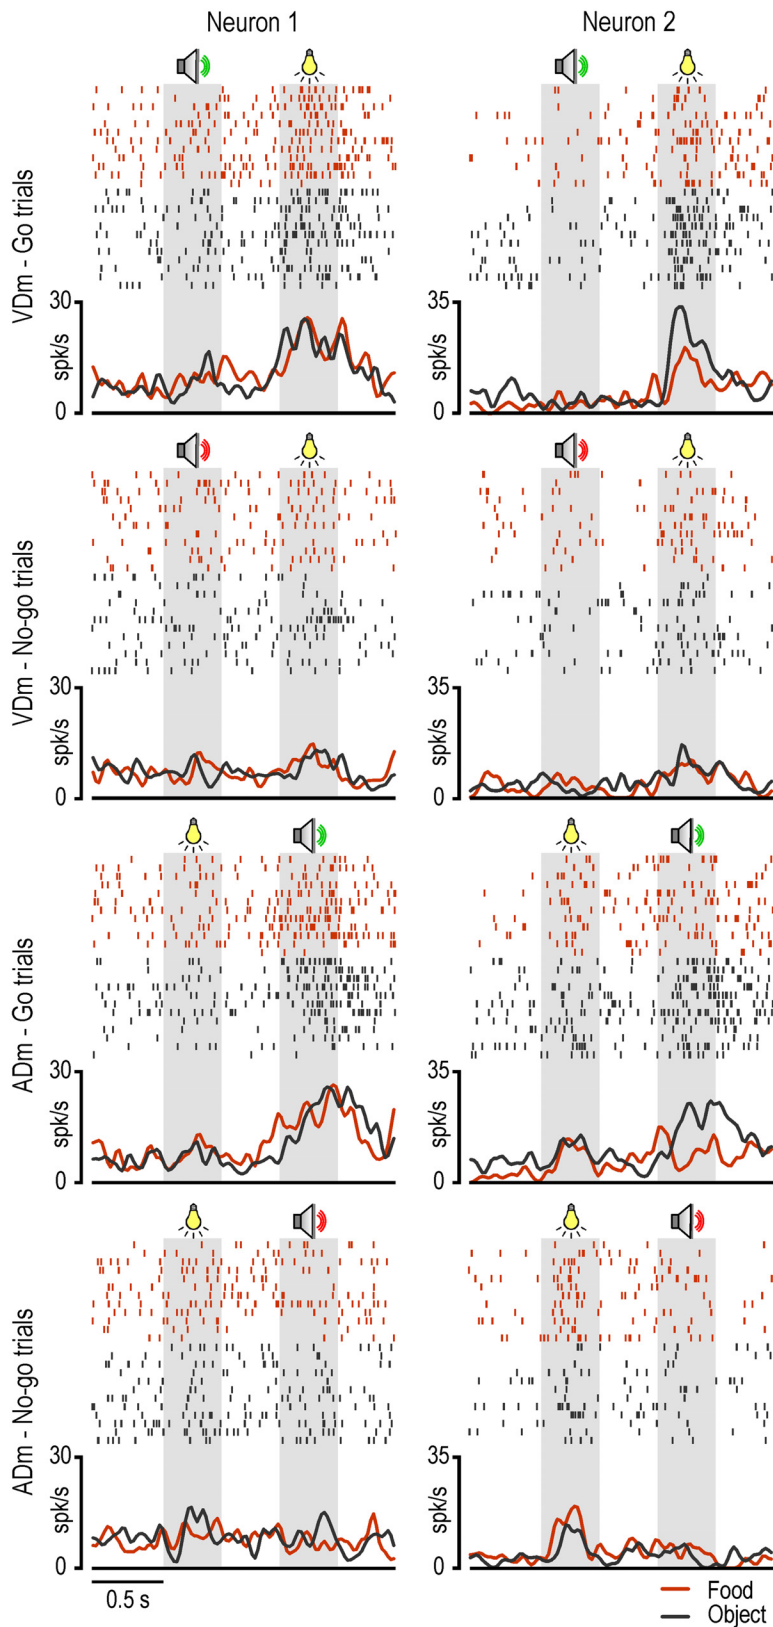 Neuron 1
Neuron 2
VDm - Go trials
30
spk/s
0
35
spk/s
0
VDm - No-go trials
30
spk/s
0
35
spk/s
0
ADm - Go trials
30
spk/s
0
35
spk/s
0
ADm - No-go trials
30
spk/s
0
35
spk/s
0
0.5 s
Food
Object